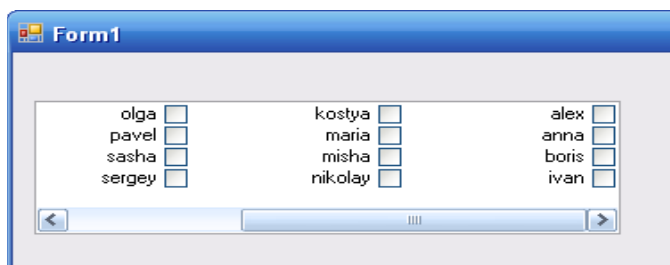 Form1
olga kostya alex
pavel maria anna
sasha misha boris
sergey nikolay ivan